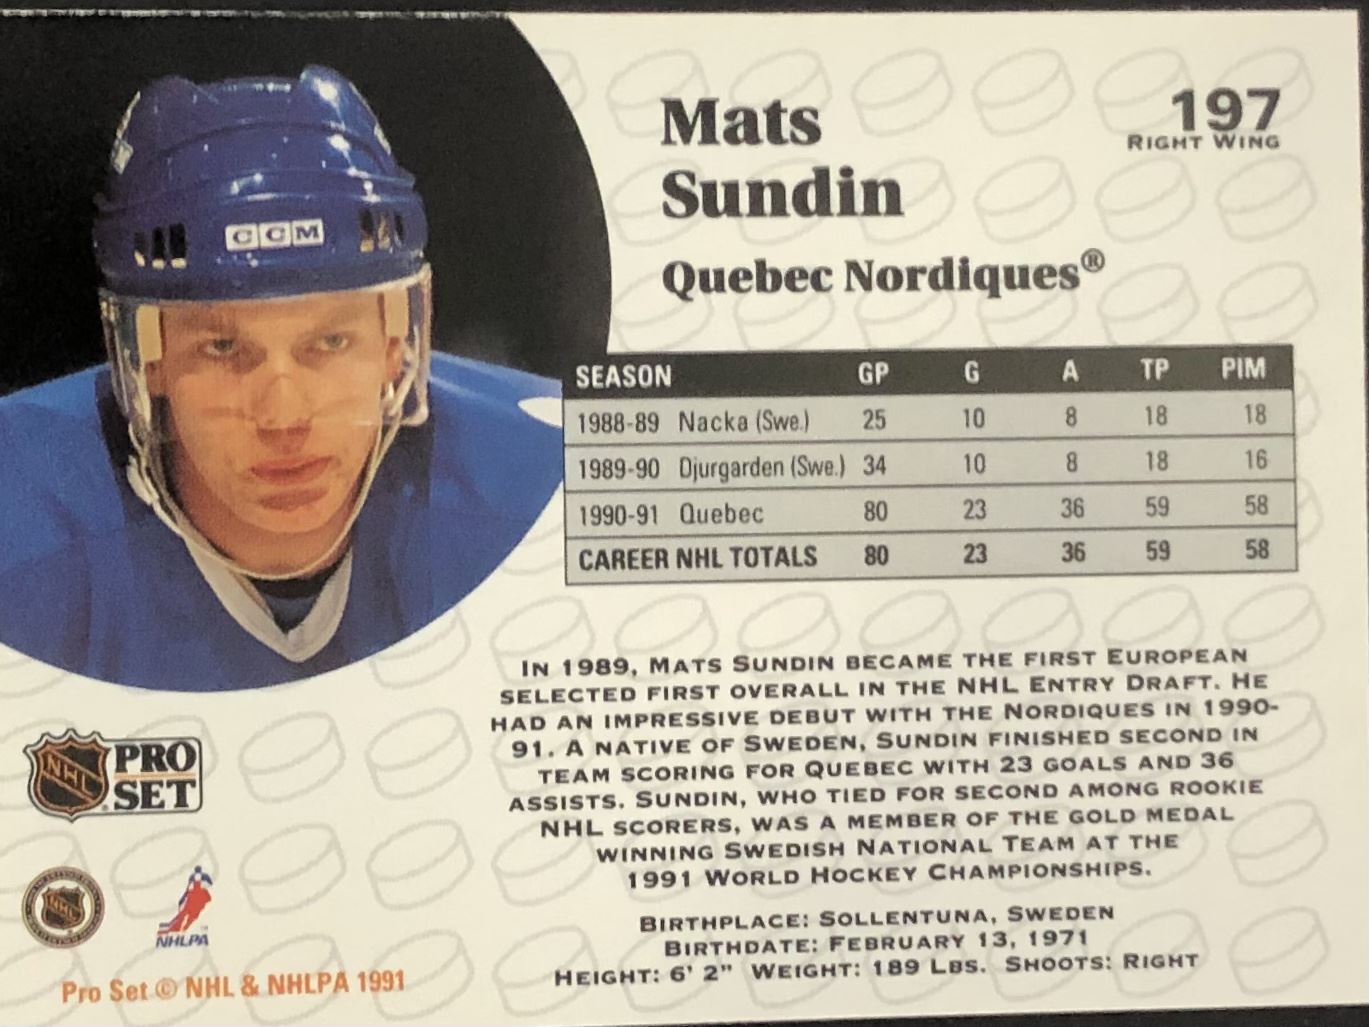 197
RIGHT WING
Mats
Sundin
Quebec Nordiques®
CCM
SEASON GP G A TP PIM
1988-89 Nacka (Swe.) 25 10 8 18 18
1989-90 Djurgarden (Swe.) 34 10 8 18 16
1990-91 Quebec 80 23 36 59 58
CAREER NHL TOTALS 80 23 36 59 58
IN 1989, MATS SUNDIN BECAME THE FIRST EUROPEAN
SELECTED FIRST OVERALL IN THE NHL ENTRY DRAFT. HE
HAD AN IMPRESSIVE DEBUT WITH THE NORDIQUES IN 1990-
91. A NATIVE OF SWEDEN, SUNDIN FINISHED SECOND IN
TEAM SCORING FOR QUEBEC WITH 23 GOALS AND 36
ASSISTS. SUNDIN, WHO TIED FOR SECOND AMONG ROOKIE
NHL SCORERS, WAS A MEMBER OF THE GOLD MEDAL
WINNING SWEDISH NATIONAL TEAM AT THE
1991 WORLD HOCKEY CHAMPIONSHIPS.
BIRTHPLACE: SOLLENTUNA, SWEDEN
BIRTHDATE: FEBRUARY 13, 1971
HEIGHT: 6' 2" WEIGHT: 189 LBS. SHOOTS: RIGHT
NHL
PRO
SET
NHL
NHLPA
Pro Set © NHL & NHLPA 1991